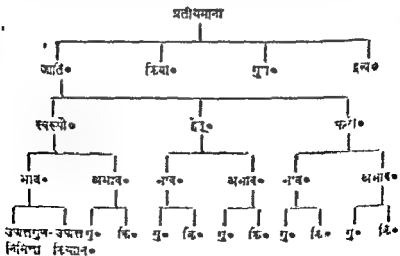 प्रतीयमाना
जाति॰ क्रिया॰ गुण॰ द्रव्य॰
स्वरूपो॰ हेतू॰ फलो॰
भाव॰ अभाव॰ भाव॰ अभाव॰ भाव॰ अभाव॰
उपात्तगुण- उपात्त गु॰ क्रि॰ गु॰ क्रि॰ गु॰ क्रि॰ गु॰ क्रि॰ गु॰ क्रि॰
निमित्ता क्रियान॰